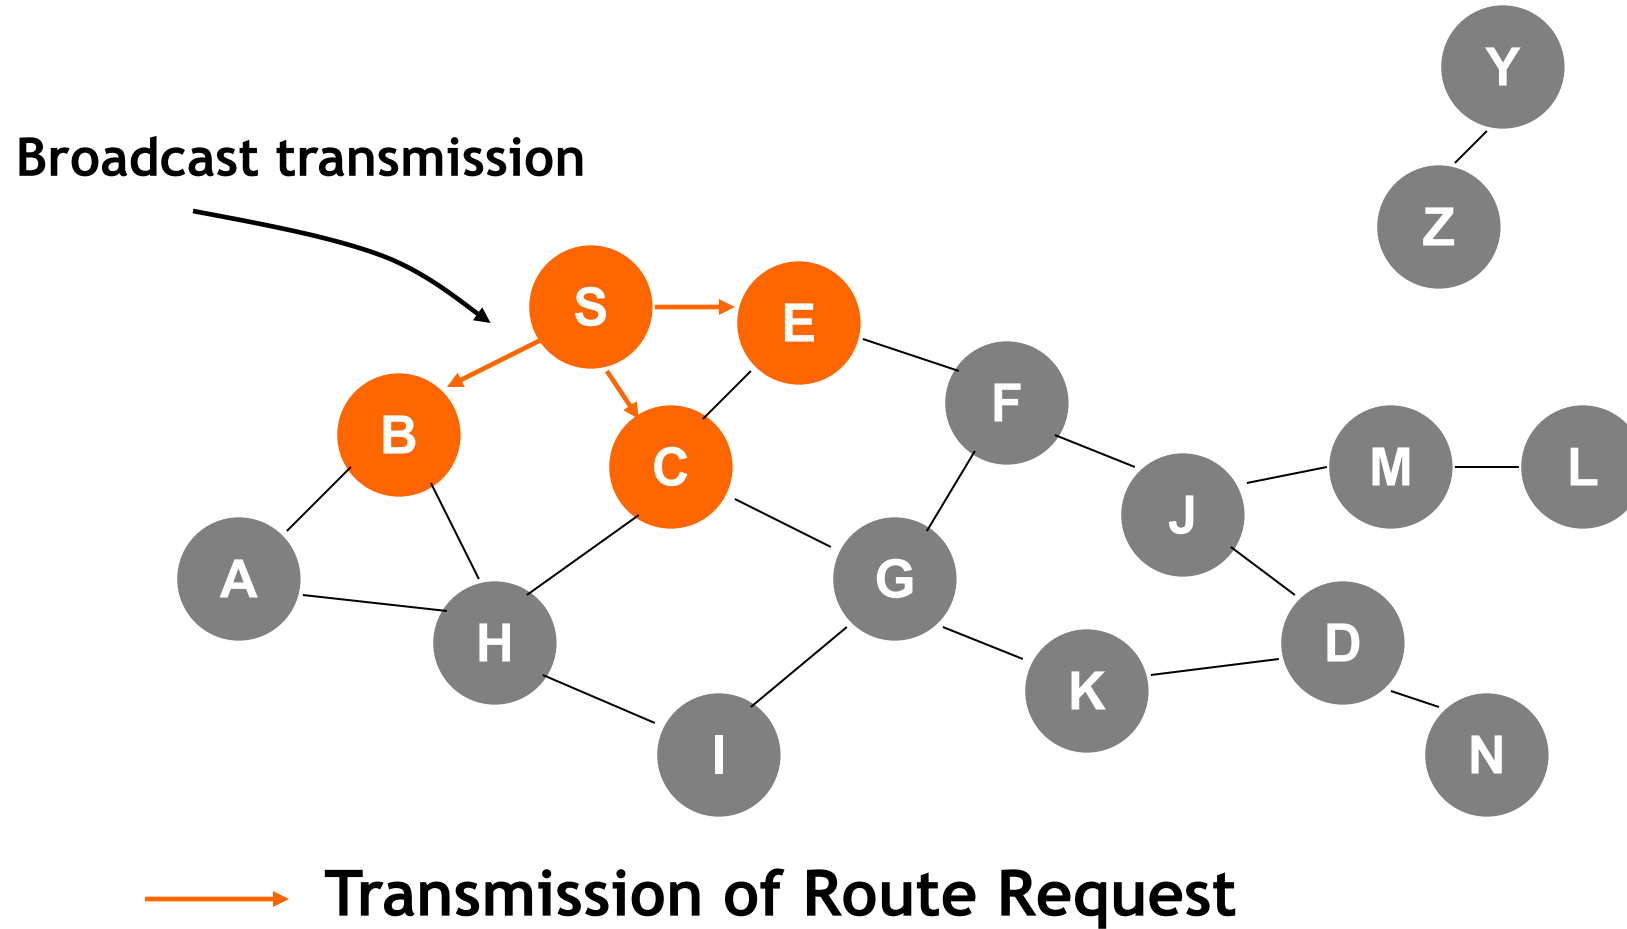 Y
Broadcast transmission
Z
S
E
F
B
C
M
L
J
A
G
H
D
K
I
N
Transmission of Route Request